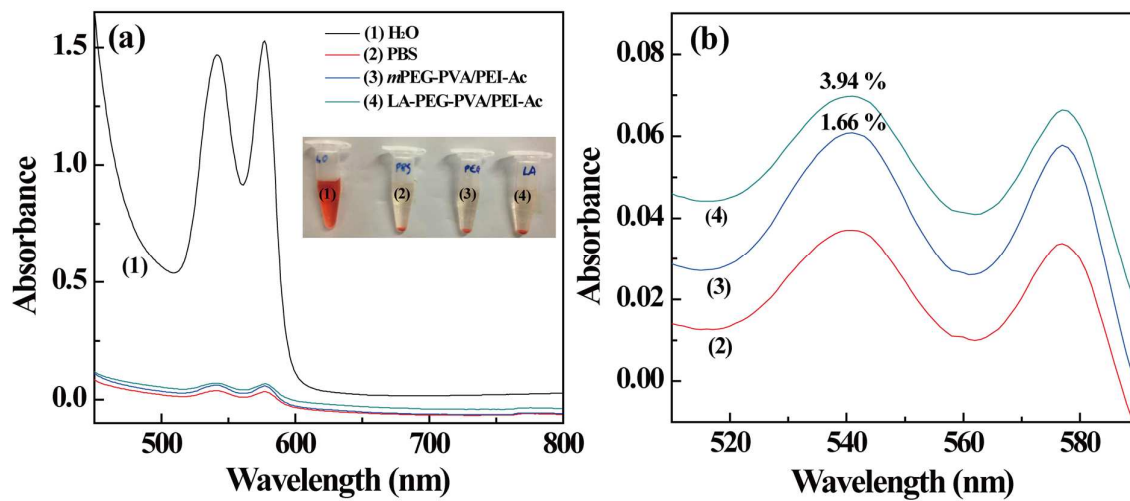 (a)
(1) H₂O
(2) PBS
(3) mPEG-PVA/PEI-Ac
(4) LA-PEG-PVA/PEI-Ac
PBS
LA
(1)
(2)
(3)
(4)
(1)
1.5
1.0
0.5
0.0
Absorbance
500
600
700
800
Wavelength (nm)
(b)
3.94 %
1.66 %
(4)
(3)
(2)
0.08
0.06
0.04
0.02
0.00
Absorbance
520
540
560
580
Wavelength (nm)